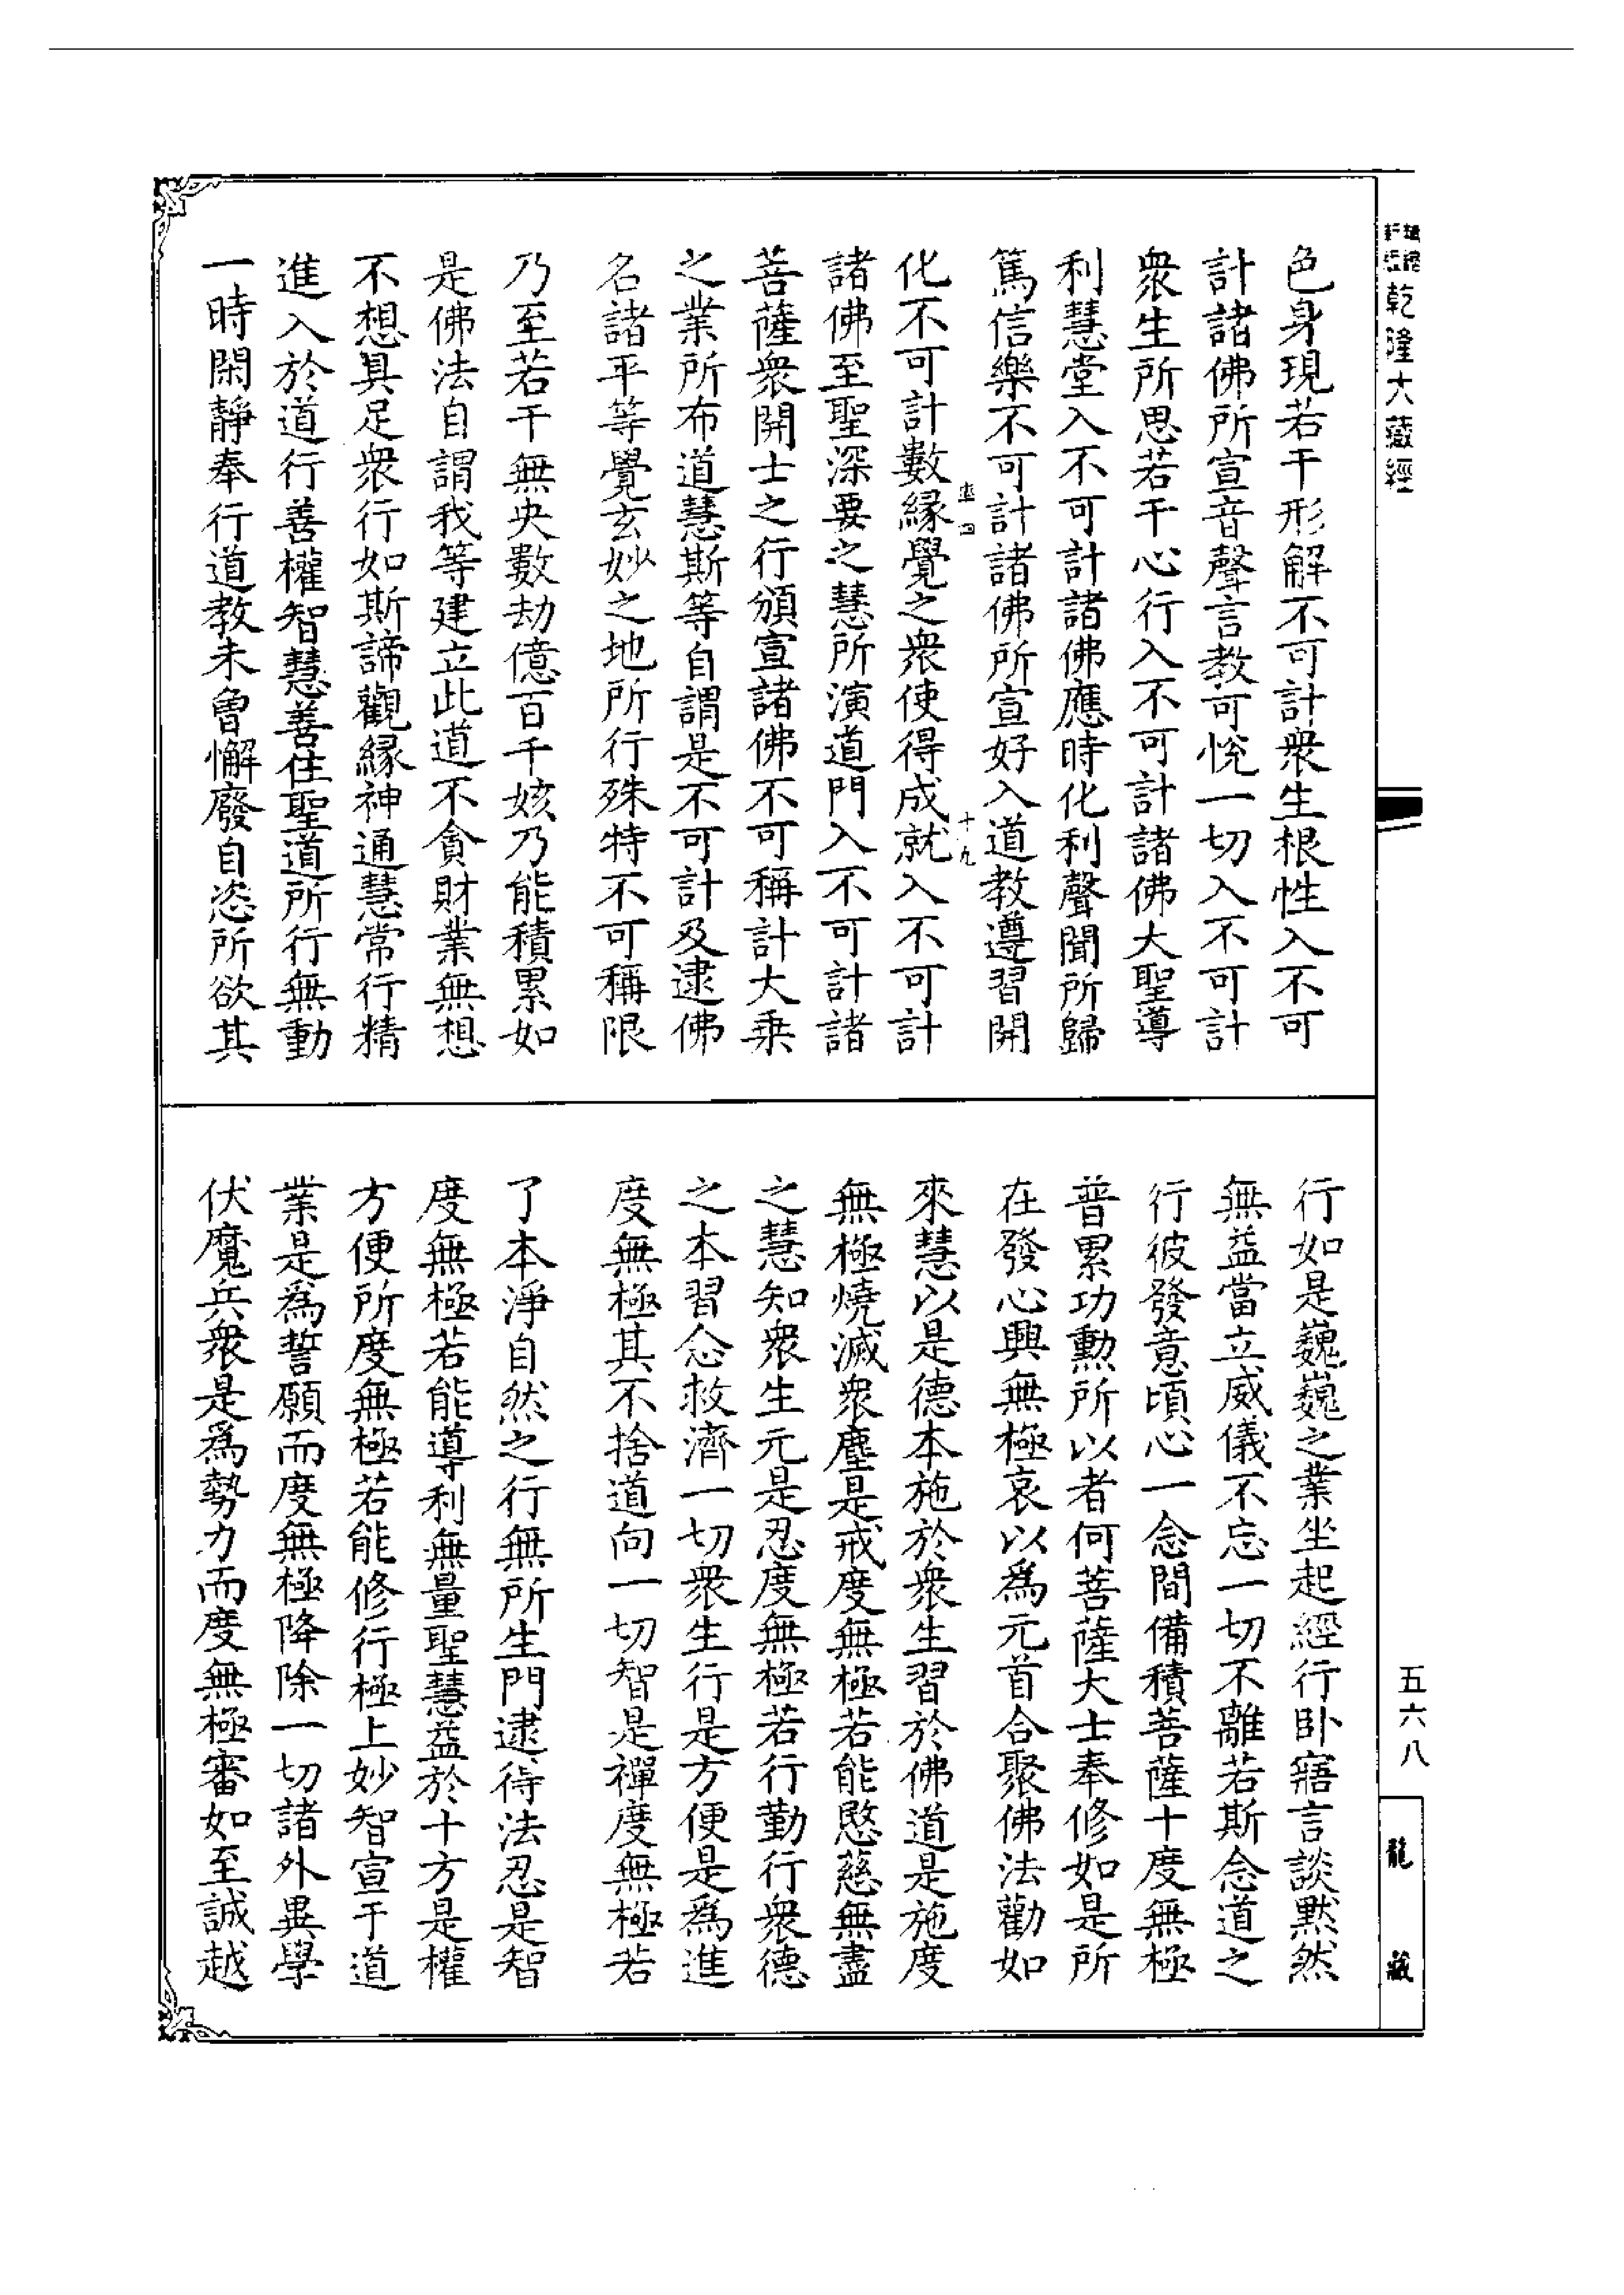 乾隆大藏經
色身現若干形解不可計衆生根性入不可
計諸佛所宣音聲言教可悅一切入不可計
衆生所思若干心行入不可計諸佛大聖導
利慧堂入不可計諸佛應時化利聲聞所歸
篤信樂不可計諸佛所宣好入道教遵習開
四 十九
化不可計數緣覺之衆使得成就入不可計
諸佛至聖深要之慧所演道門入不可計諸
菩薩衆開士之行頒宣諸佛不可稱計大乘
之業所布道慧斯等自謂是不可計及逮佛
名諸平等覺玄妙之地所行殊特不可稱限
乃至若干無央數劫億百千姟乃能積累如
是佛法自謂我等建立此道不貪財業無想
不想具足衆行如斯諦觀緣神通慧常行精
進入於道行善權智慧善住聖道所行無動
一時閑靜奉行道教未曾懈廢自恣所欲其
行如是巍巍之業坐起經行卧寤言談默然
無益當立威儀不忘一切不離若斯念道之
行彼發意頃心一念間備積菩薩十度無極
普累功勳所以者何菩薩大士奉修如是所
在發心興無極哀以爲元首合聚佛法勸如
來慧以是德本施於衆生習於佛道是施度
無極燒滅衆塵是戒度無極若能愍慈無盡
之慧知衆生元是忍度無極若行勤行衆德
之本習念救濟一切衆生行是方便是爲進
度無極其不捨道向一切智是禪度無極若
了本淨自然之行無所生門逮得法忍是智
度無極若能導利無量聖慧益於十方是權
方便所度無極若能修行極上妙智宣于道
業是爲誓願而度無極降除一切諸外異學
伏魔兵衆是爲勢力而度無極審如至誠越
五六八
龍藏